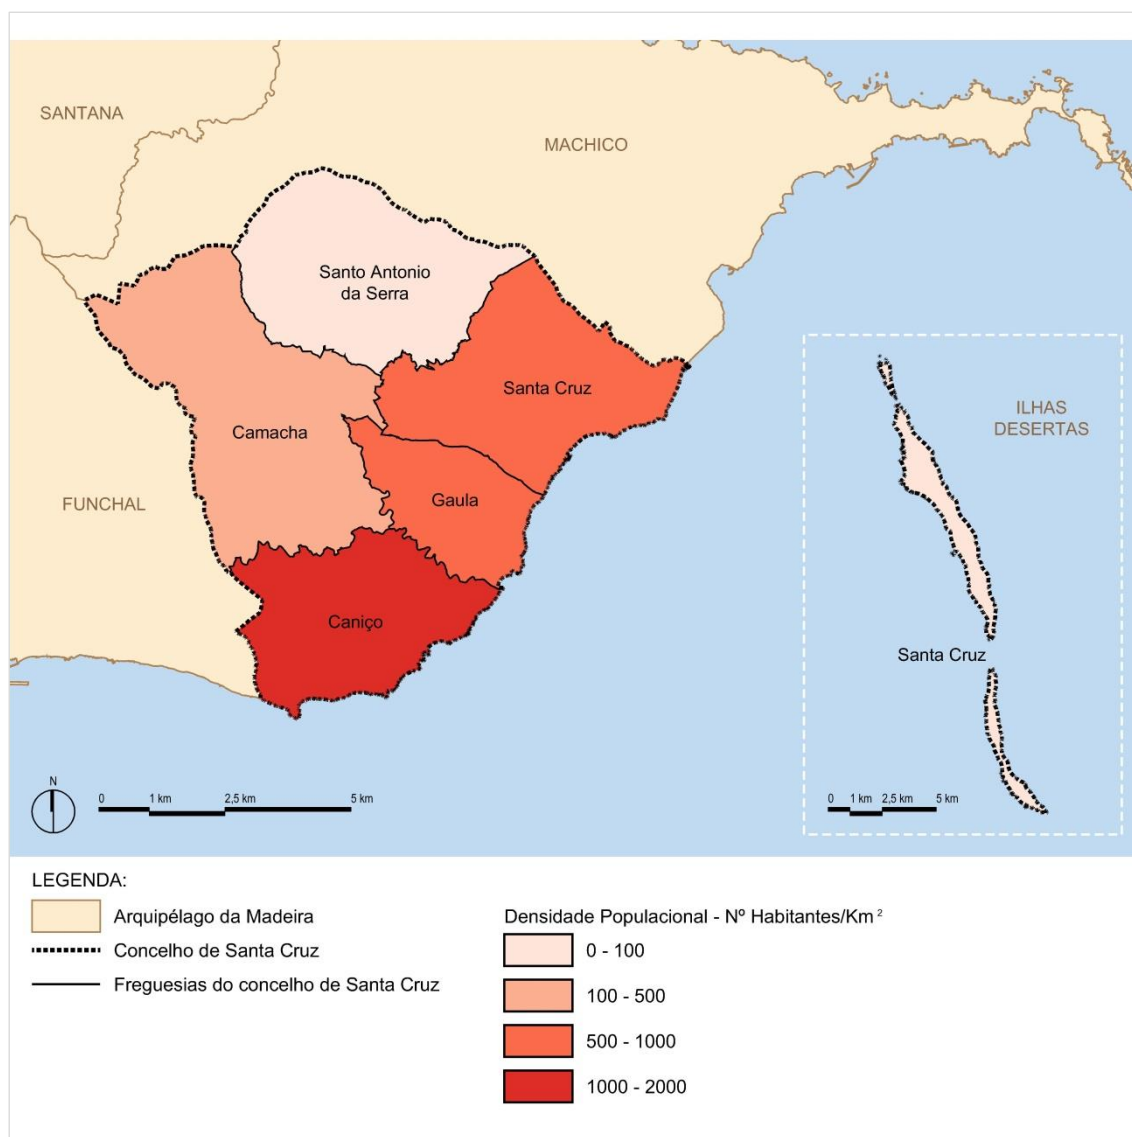 SANTANA
MACHICO
Santo Antonio
da Serra
Santa Cruz
ILHAS
DESERTAS
Camacha
FUNCHAL
Gaula
Caniço
Santa Cruz
N
0 1 km 2,5 km 5 km
0 1 km 2,5 km 5 km
LEGENDA:
Arquipélago da Madeira
Concelho de Santa Cruz
Freguesias do concelho de Santa Cruz
Densidade Populacional - Nº Habitantes/Km²
0 - 100
100 - 500
500 - 1000
1000 - 2000